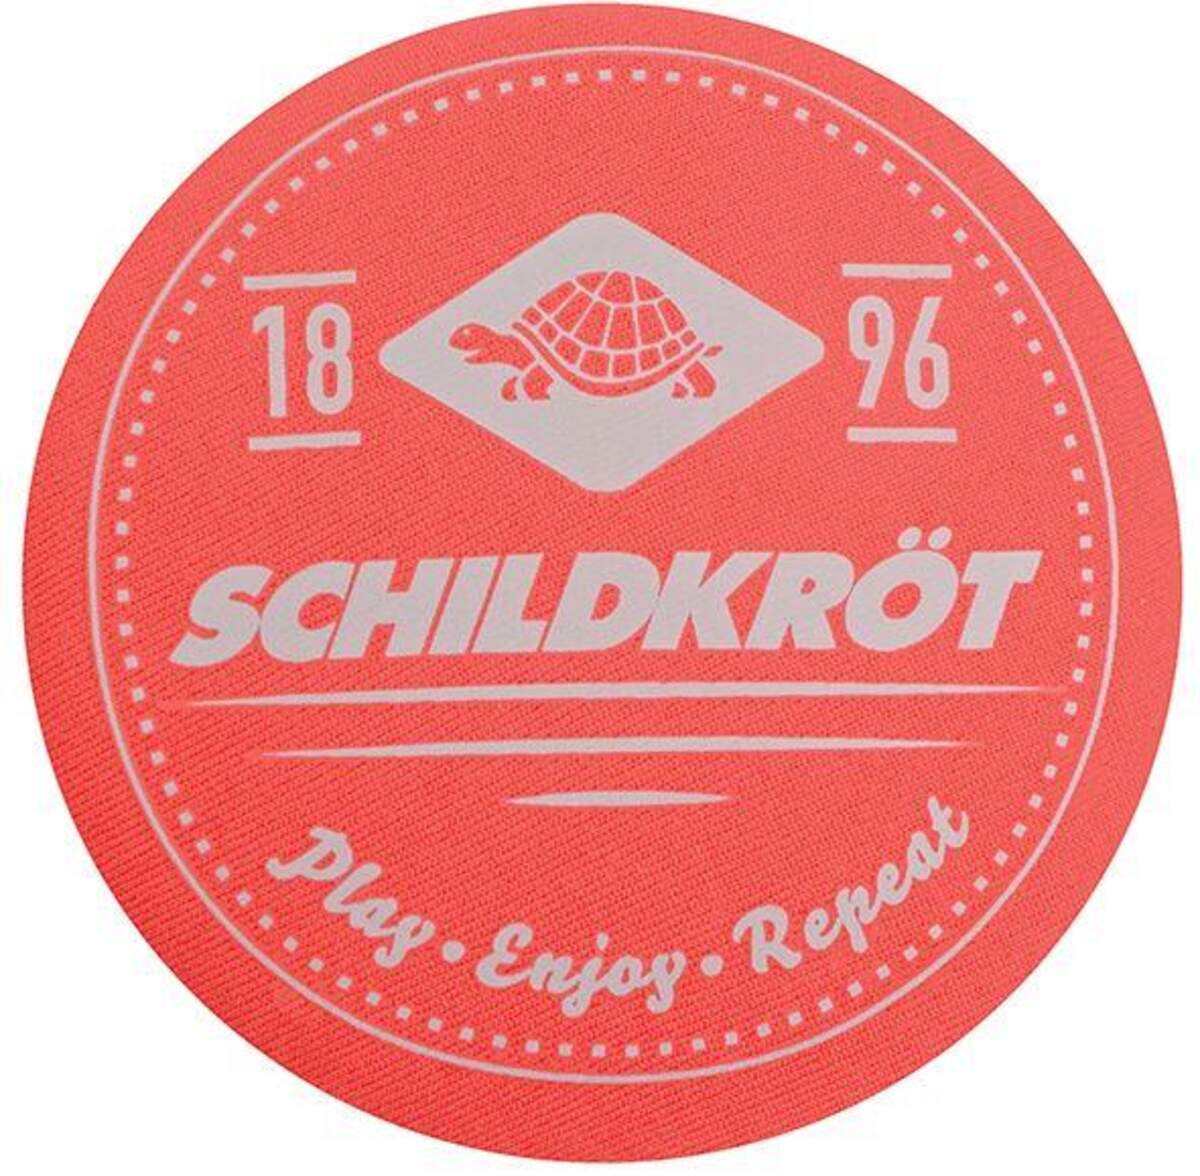 18 96
SCHILDKRÖT
Play • Enjoy • Repeat